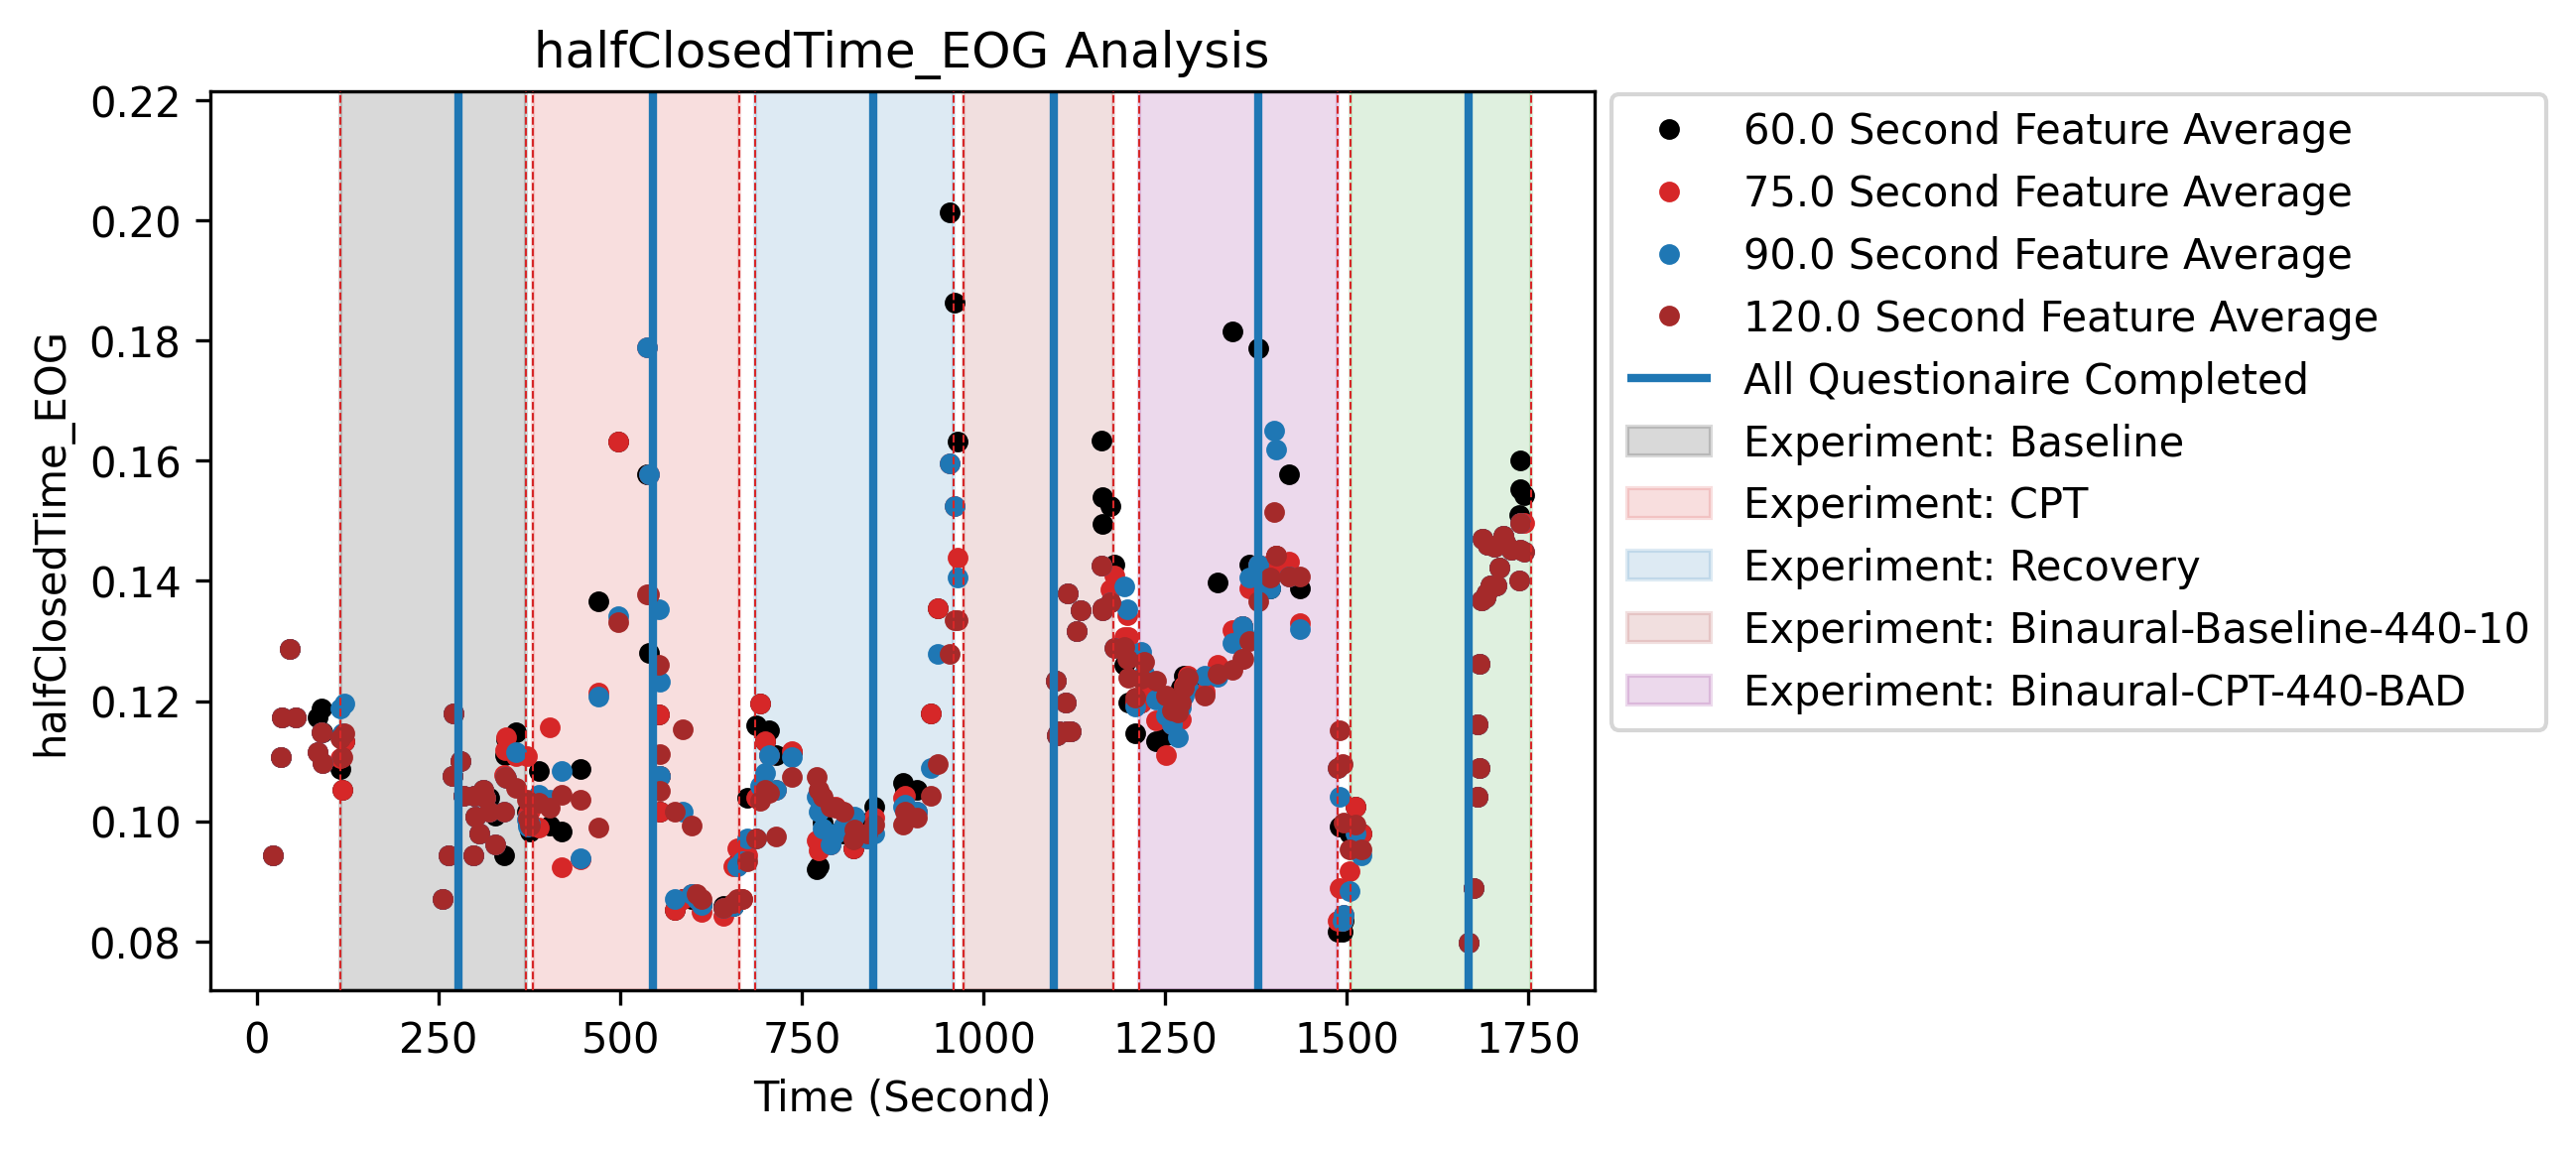 halfClosedTime_EOG Analysis
halfClosedTime_EOG
0.22
0.20
0.18
0.16
0.14
0.12
0.10
0.08
0
250
500
750
1000
1250
1500
1750
Time (Second)
60.0 Second Feature Average
75.0 Second Feature Average
90.0 Second Feature Average
120.0 Second Feature Average
All Questionaire Completed
Experiment: Baseline
Experiment: CPT
Experiment: Recovery
Experiment: Binaural-Baseline-440-10
Experiment: Binaural-CPT-440-BAD